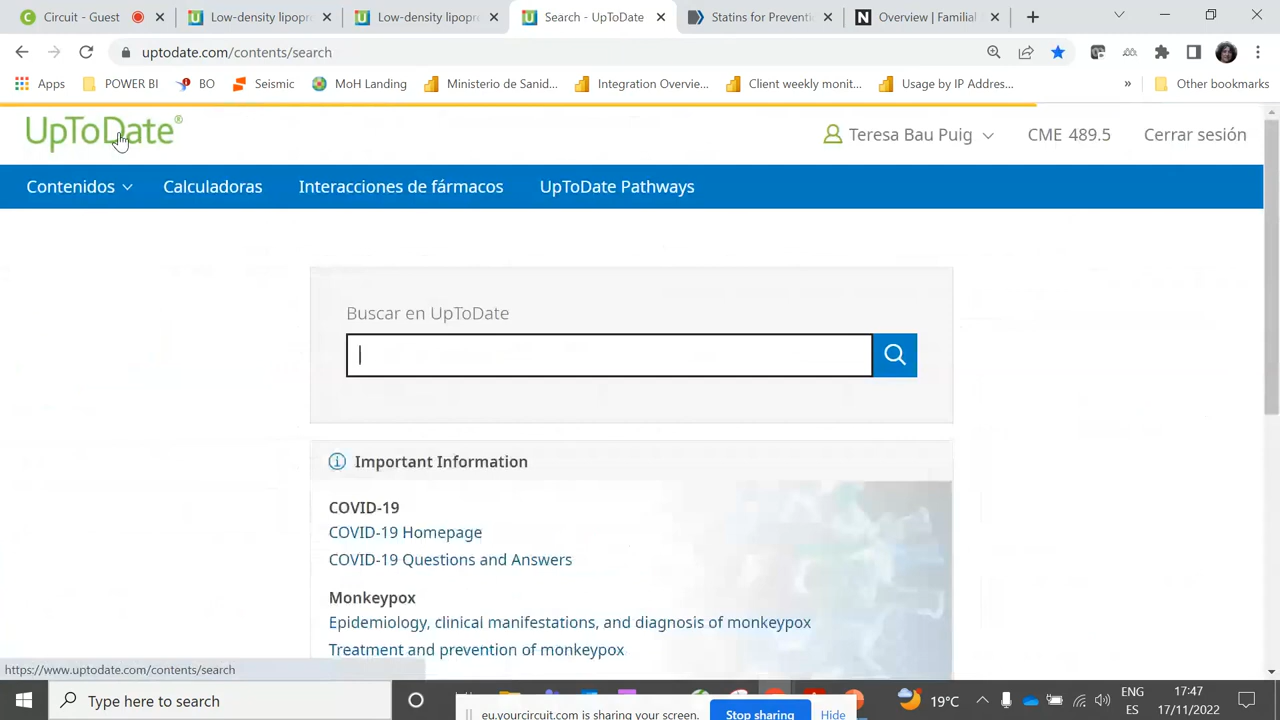 Circuit - Guest
Low-density lipopr
Low-density lipopr
Search - UpToDate
Statins for Preventi
Overview | Familial
uptodate.com/contents/search
Apps
POWER BI
BO
Seismic
MoH Landing
Ministerio de Sanid...
Integration Overvie...
Client weekly monit...
Usage by IP Addres...
»
Other bookmarks
UpToDate®
Teresa Bau Puig
CME 489.5
Cerrar sesión
Contenidos
Calculadoras
Interacciones de fármacos
UpToDate Pathways
Buscar en UpToDate
Important Information
COVID-19
COVID-19 Homepage
COVID-19 Questions and Answers
Monkeypox
Epidemiology, clinical manifestations, and diagnosis of monkeypox
Treatment and prevention of monkeypox
https://www.uptodate.com/contents/search
Type here to search
19°C
ENG
ES
17:47
17/11/2022
eu.yourcircuit.com is sharing your screen.
Stop sharing
Hide